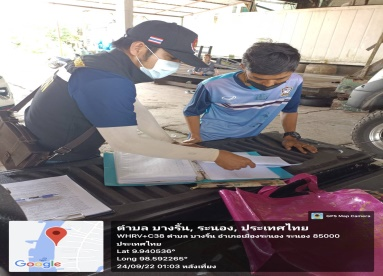 GPS Map Camera
ตำบล บางริ้น, ระนอง, ประเทศไทย
WHRV+C38 ตำบล บางริ้น อำเภอเมืองระนอง ระนอง 85000
ประเทศไทย
Lat 9.940536°
Long 98.592265°
24/09/22 01:03 หลังเที่ยง
Google